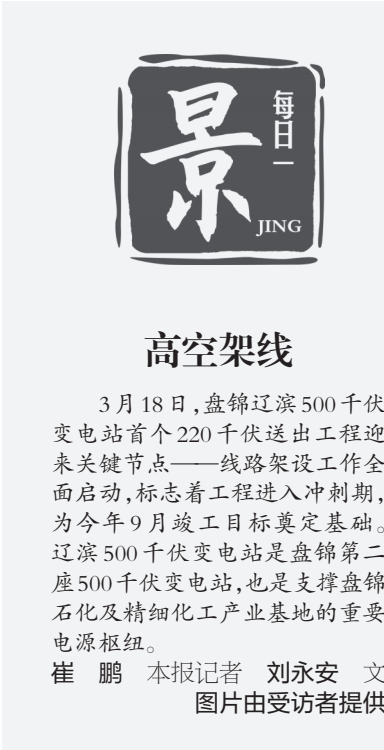 每日一
景
JING
高空架线
3月18日,盘锦辽滨500千伏
变电站首个220千伏送出工程迎
来关键节点——线路架设工作全
面启动,标志着工程进入冲刺期,
为今年9月竣工目标奠定基础。
辽滨500千伏变电站是盘锦第二
座500千伏变电站,也是支撑盘锦
石化及精细化工产业基地的重要
电源枢纽。
崔 鹏 本报记者 刘永安 文
图片由受访者提供